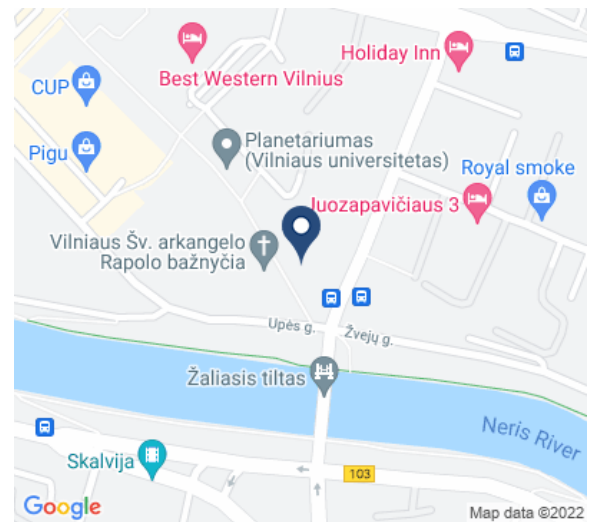 Holiday Inn
Best Western Vilnius
CUP
Planetariumas
(Vilniaus universitetas)
Pigu
Royal smoke
Juozapavičiaus 3
Vilniaus Šv. arkangelo
Rapolo bažnyčia
Upės g.
Žvejų g.
Žaliasis tiltas
Neris River
Skalvija
103
Google
Map data ©2022